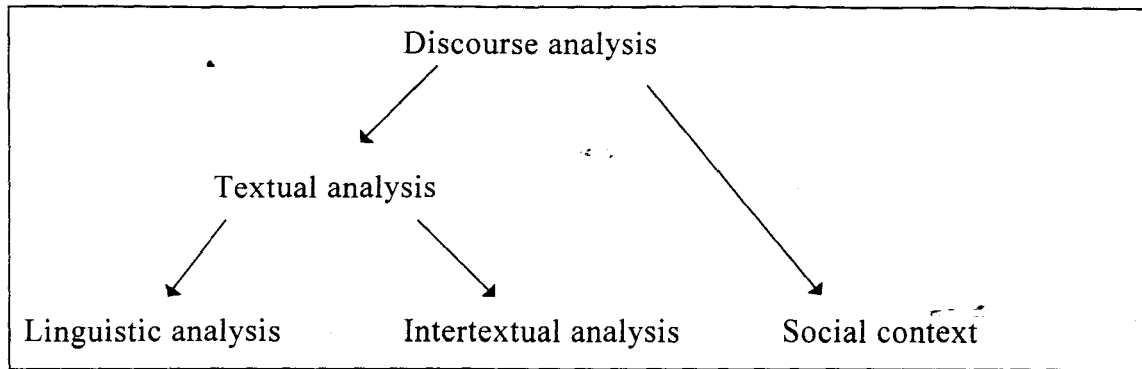 Discourse analysis
Textual analysis
Linguistic analysis Intertextual analysis Social context